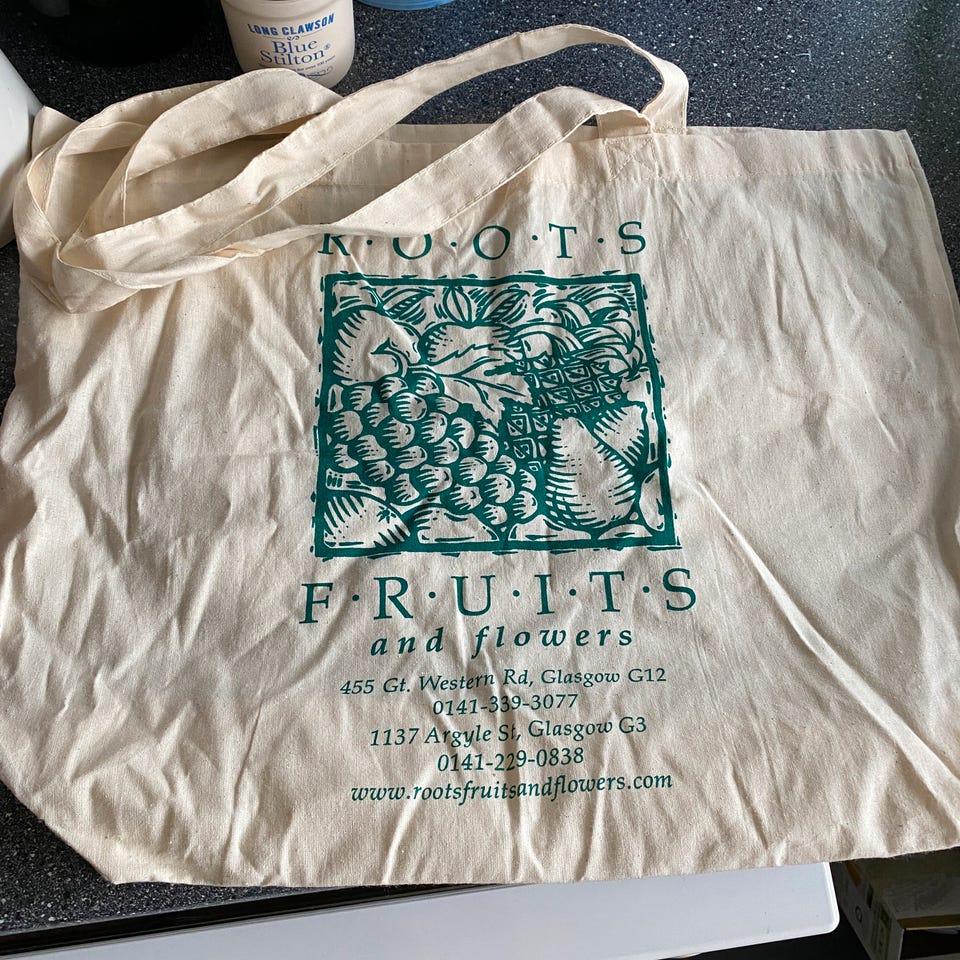 LONG CLAWSON
Blue
Stilton®
R·O·O·T·S
F·R·U·I·T·S
and flowers
455 Gt. Western Rd, Glasgow G12
0141-339-3077
1137 Argyle St, Glasgow G3
0141-229-0838
www.rootsfruitsandflowers.com